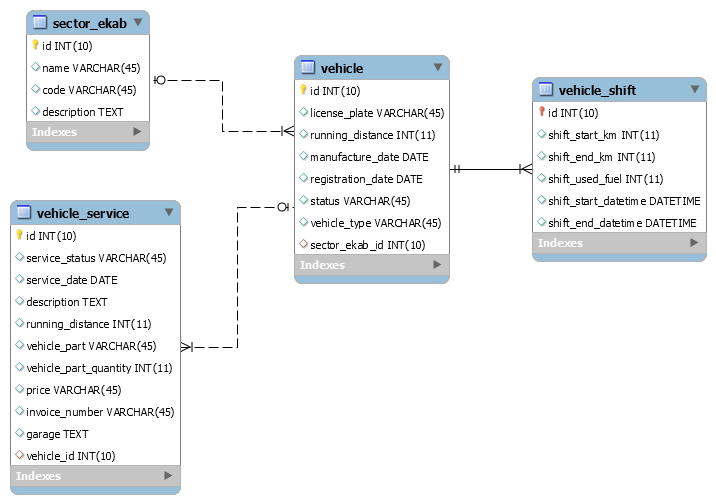 sector_ekab
id INT(10)
name VARCHAR(45)
code VARCHAR(45)
description TEXT
Indexes
vehicle
id INT(10)
license_plate VARCHAR(45)
running_distance INT(11)
manufacture_date DATE
registration_date DATE
status VARCHAR(45)
vehicle_type VARCHAR(45)
sector_ekab_id INT(10)
Indexes
vehicle_shift
id INT(10)
shift_start_km INT(11)
shift_end_km INT(11)
shift_used_fuel INT(11)
shift_start_datetime DATETIME
shift_end_datetime DATETIME
Indexes
vehicle_service
id INT(10)
service_status VARCHAR(45)
service_date DATE
description TEXT
running_distance INT(11)
vehicle_part VARCHAR(45)
vehicle_part_quantity INT(11)
price VARCHAR(45)
invoice_number VARCHAR(45)
garage TEXT
vehicle_id INT(10)
Indexes